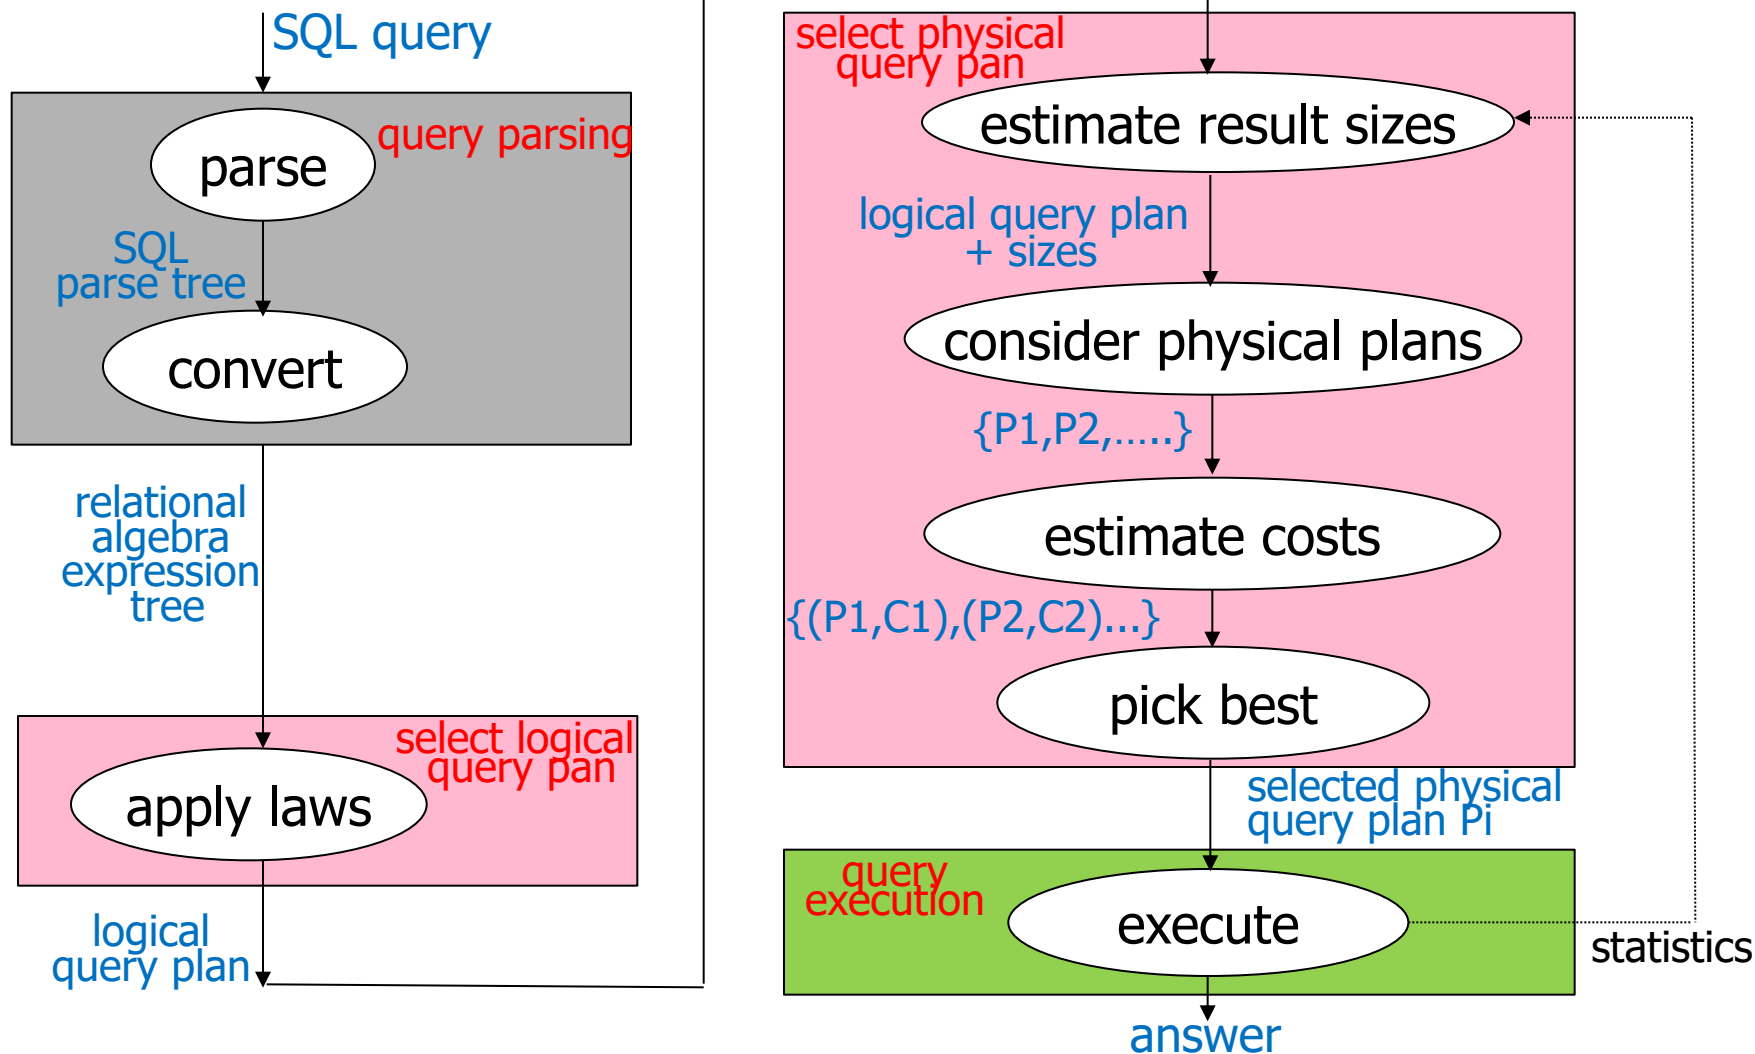 SQL query
query parsing
parse
SQL
parse tree
convert
relational
algebra
expression
tree
select logical
query pan
apply laws
logical
query plan
select physical
query pan
estimate result sizes
logical query plan
+ sizes
consider physical plans
{P1,P2,…..}
estimate costs
{(P1,C1),(P2,C2)...}
pick best
selected physical
query plan Pi
query
execution
execute
statistics
answer